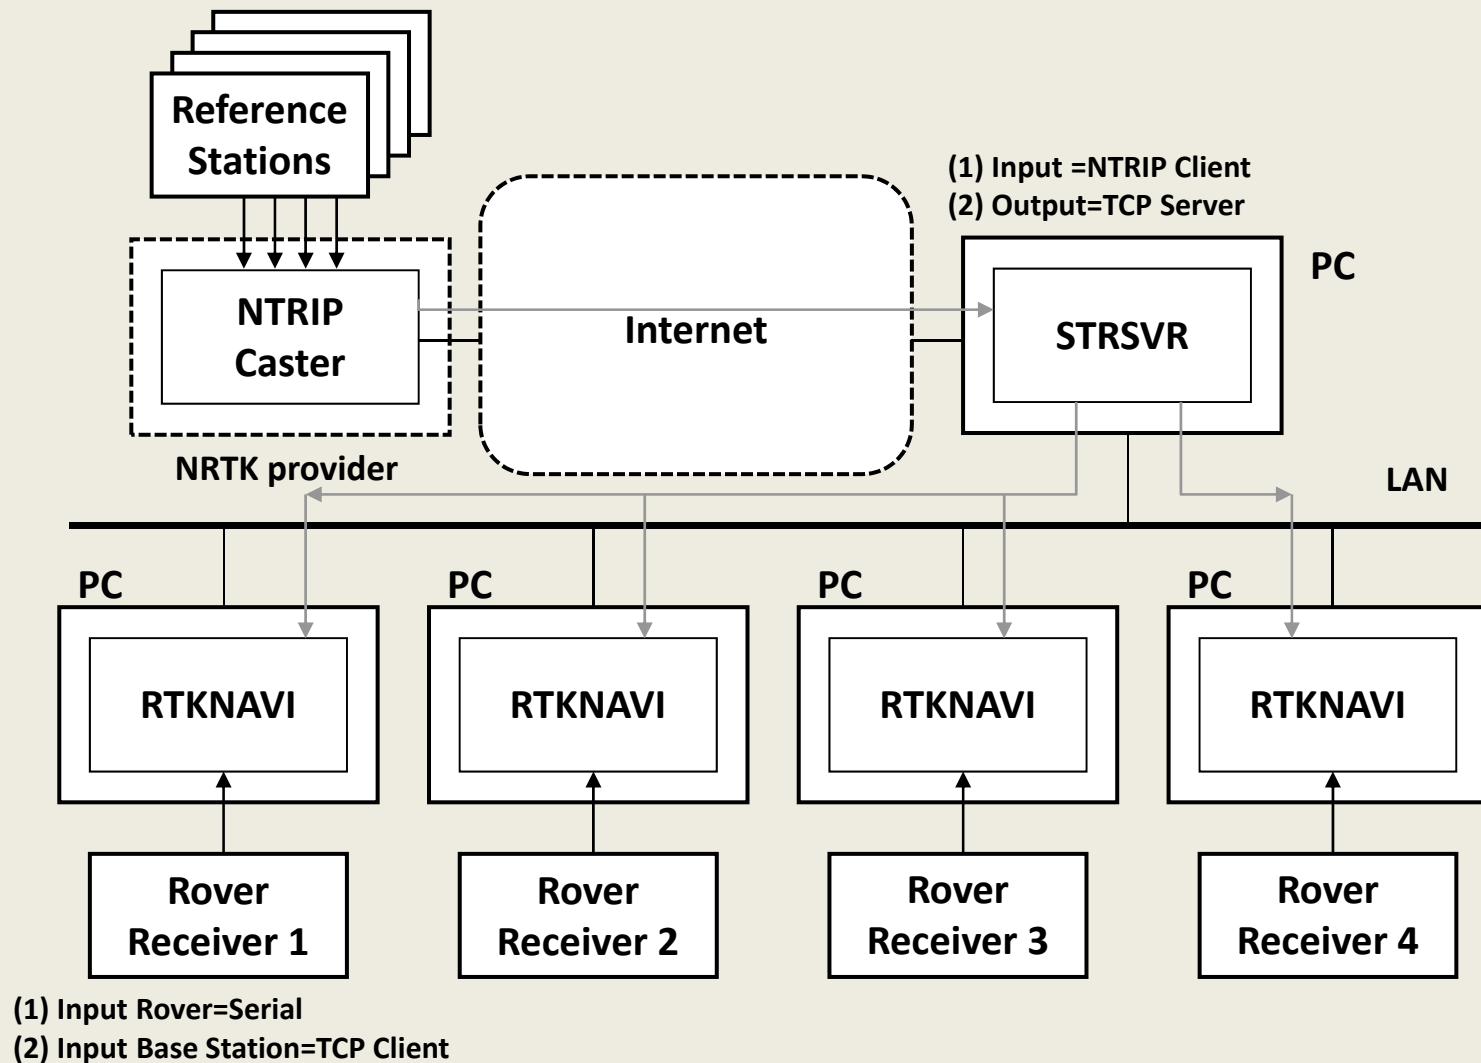 Reference
Stations
(1) Input =NTRIP Client
(2) Output=TCP Server
PC
NTRIP
Caster
Internet
STRSVR
NRTK provider
LAN
PC
PC
PC
PC
RTKNAVI
RTKNAVI
RTKNAVI
RTKNAVI
Rover
Receiver 1
Rover
Receiver 2
Rover
Receiver 3
Rover
Receiver 4
(1) Input Rover=Serial
(2) Input Base Station=TCP Client